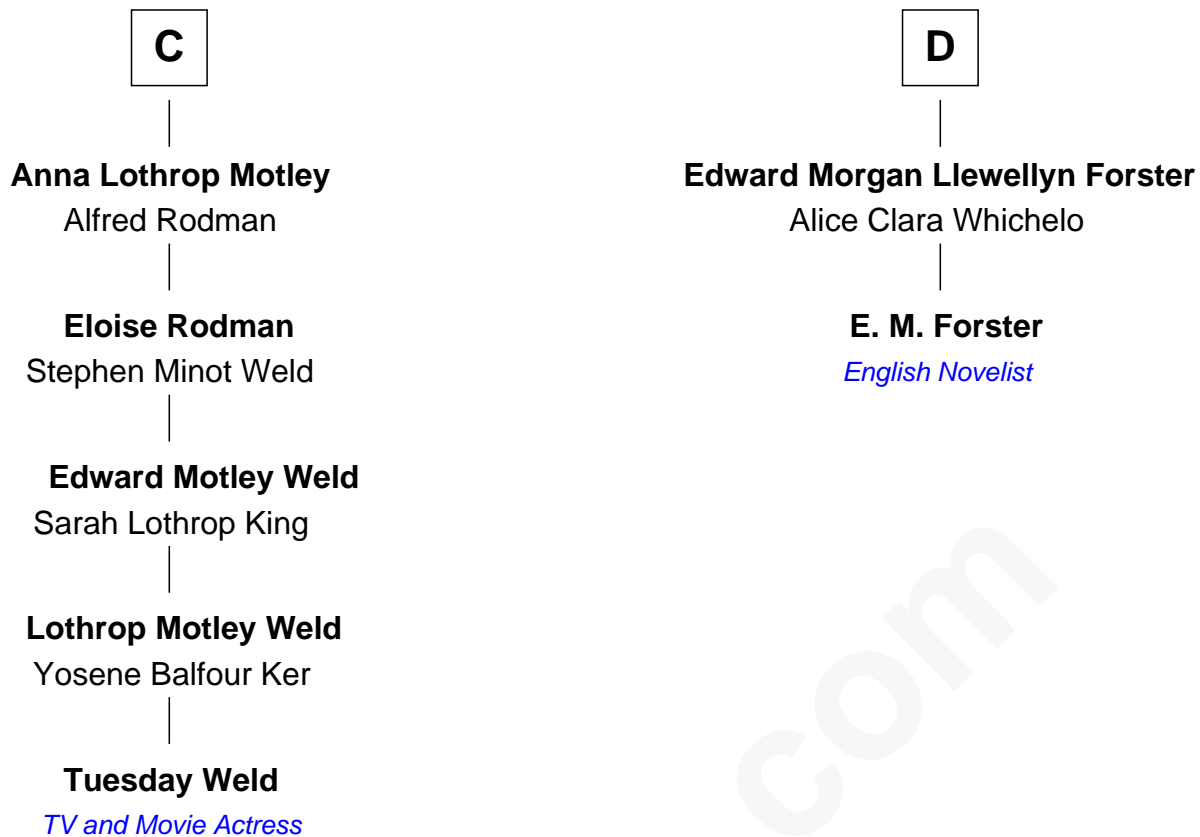 C
Anna Lothrop Motley
Alfred Rodman
Eloise Rodman
Stephen Minot Weld
Edward Motley Weld
Sarah Lothrop King
Lothrop Motley Weld
Yosene Balfour Ker
Tuesday Weld
TV and Movie Actress
D
Edward Morgan Llewellyn Forster
Alice Clara Whichelo
E. M. Forster
English Novelist
com